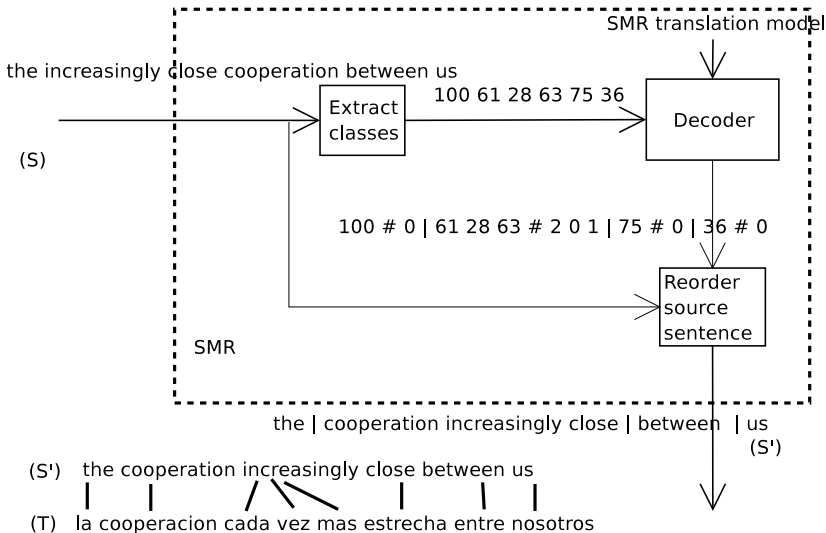 SMR translation model
the increasingly close cooperation between us
100 61 28 63 75 36
Extract
classes
Decoder
(S)
100 # 0 | 61 28 63 # 2 0 1 | 75 # 0 | 36 # 0
Reorder
source
sentence
SMR
the | cooperation increasingly close | between | us
(S')
(S') the cooperation increasingly close between us
(T) la cooperacion cada vez mas estrecha entre nosotros